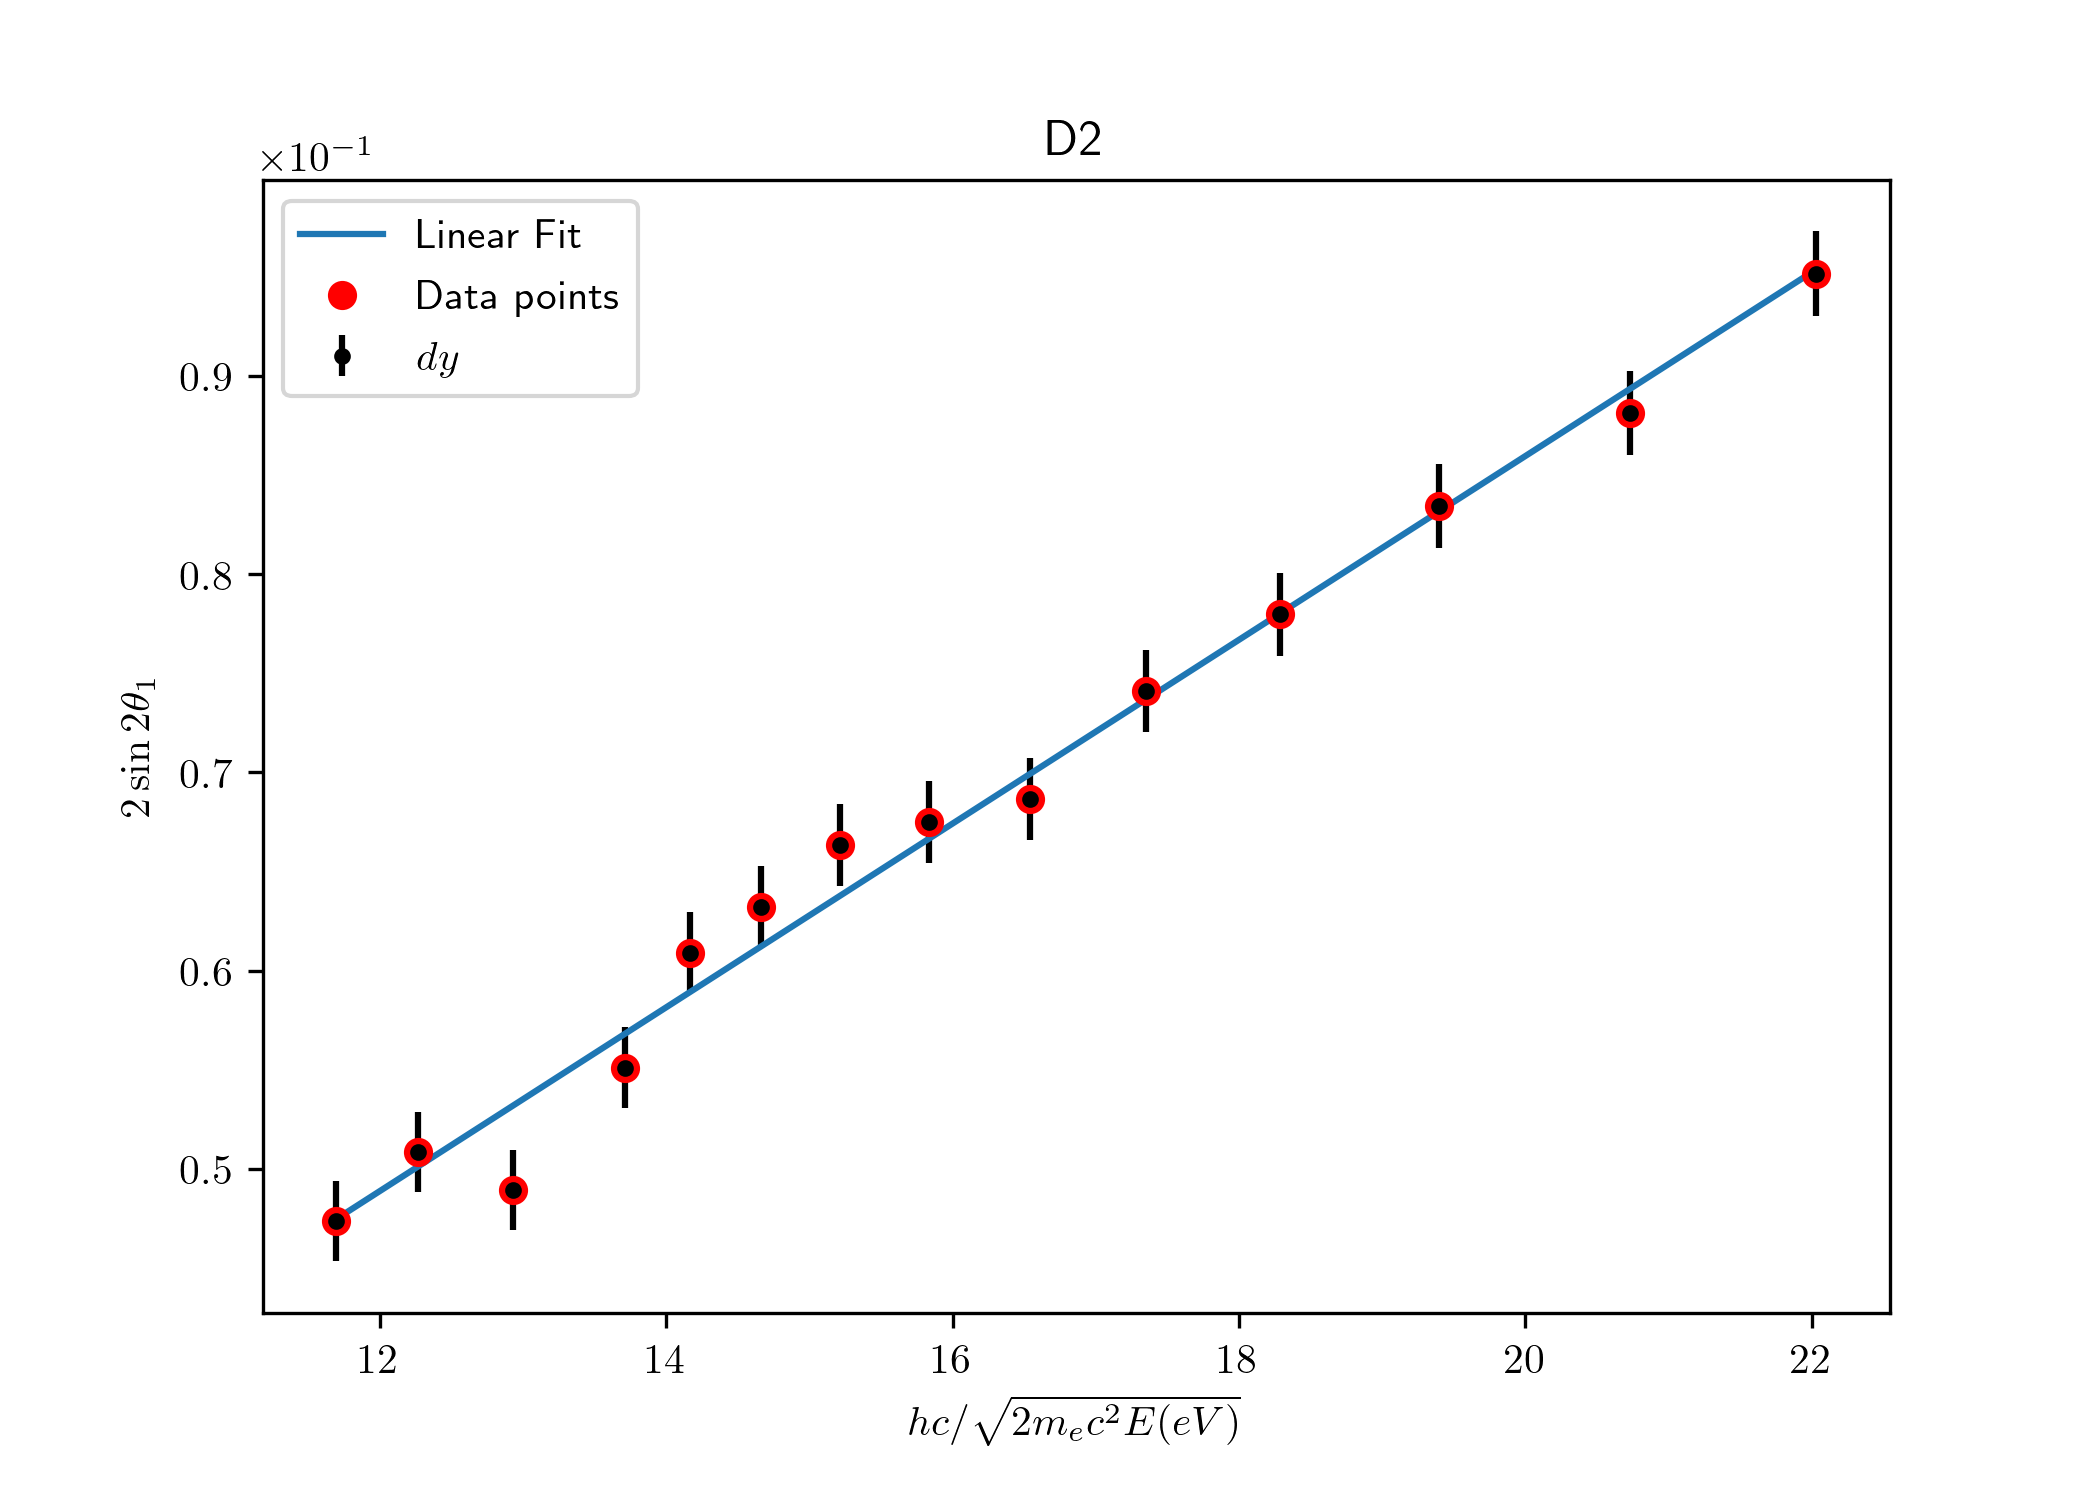 D2
×10⁻¹
Linear Fit
Data points
dy
0.9
0.8
0.7
0.6
0.5
2 sin 2θ₁
12 14 16 18 20 22
hc/√2mₑc²E(eV)